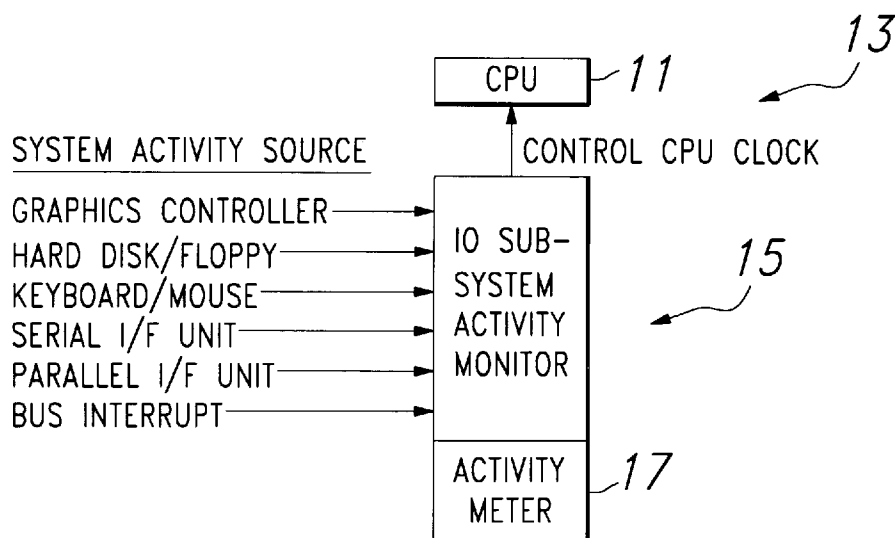 13
CPU
11
SYSTEM ACTIVITY SOURCE
CONTROL CPU CLOCK
GRAPHICS CONTROLLER
HARD DISK/FLOPPY
KEYBOARD/MOUSE
SERIAL I/F UNIT
PARALLEL I/F UNIT
BUS INTERRUPT
IO SUB-
SYSTEM
ACTIVITY
MONITOR
15
ACTIVITY
METER
17